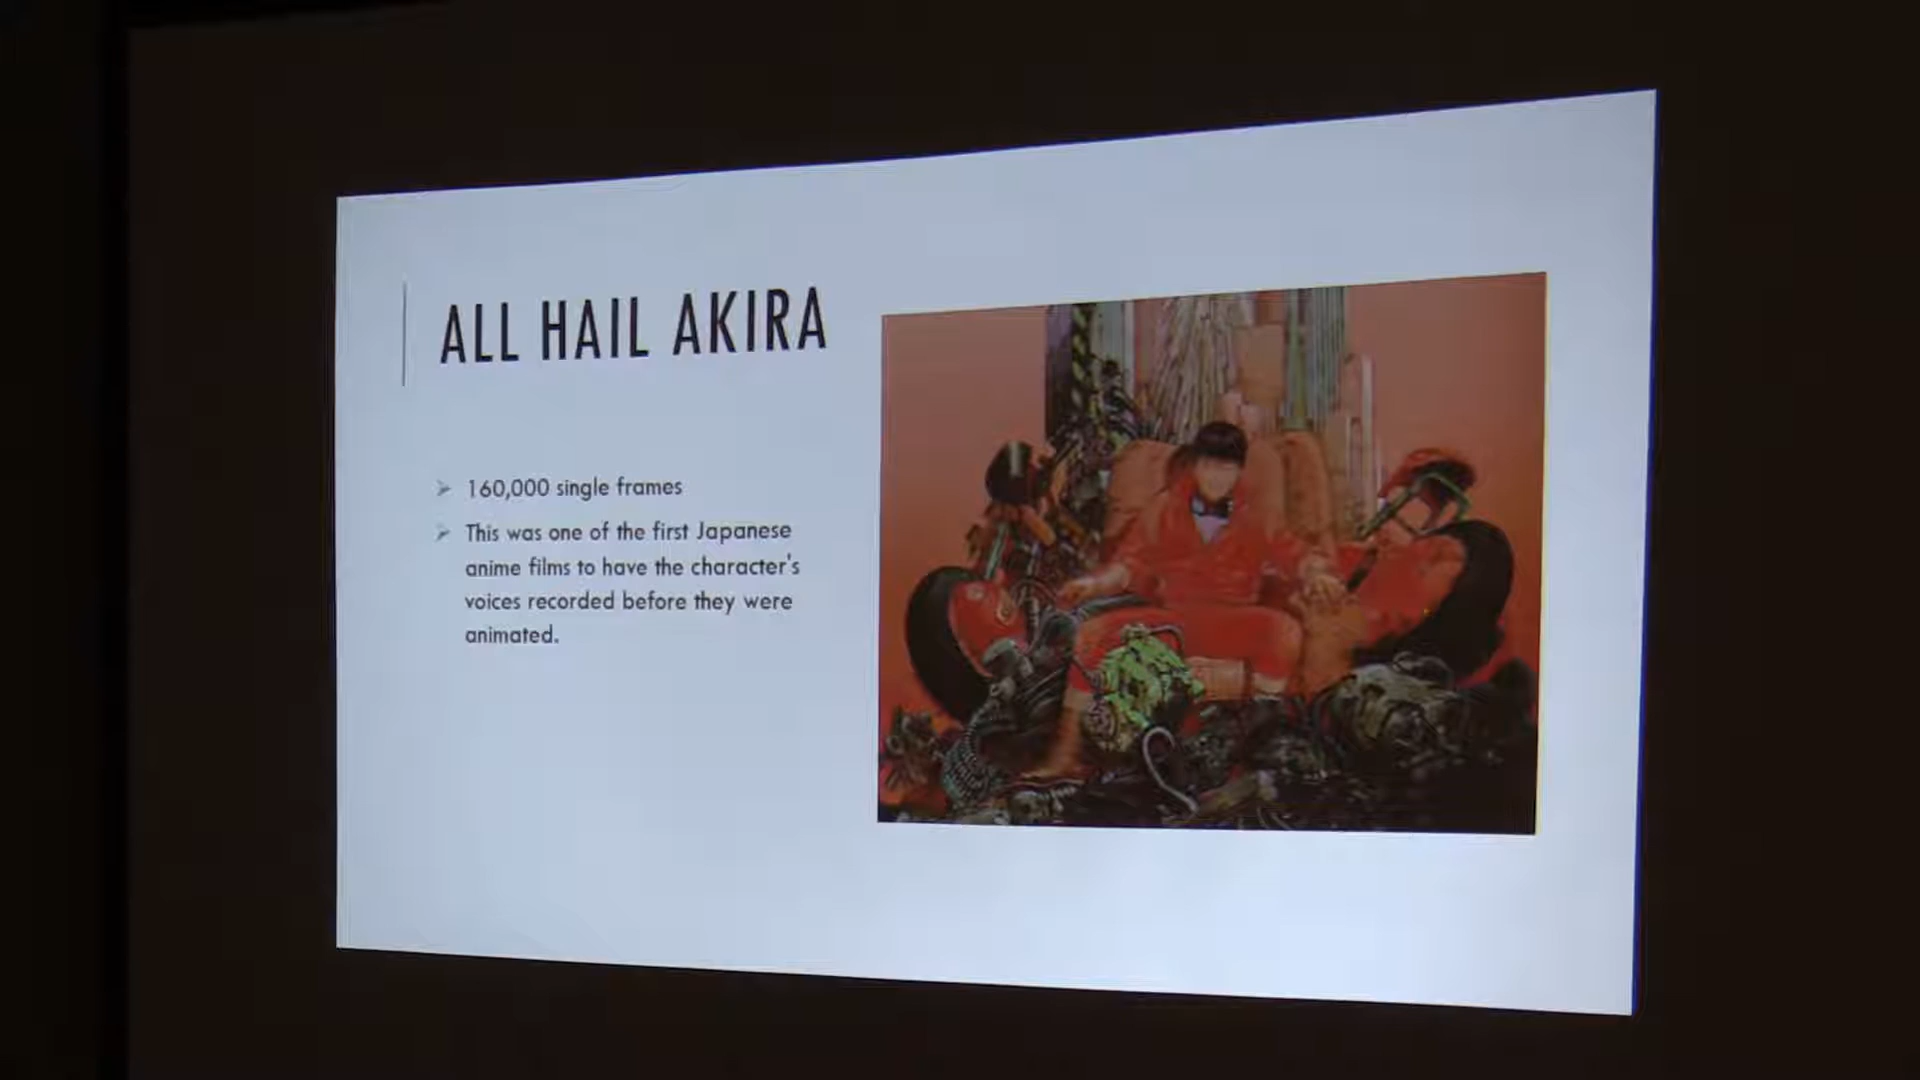 ALL HAIL AKIRA
160,000 single frames
This was one of the first Japanese
anime films to have the character's
voices recorded before they were
animated.